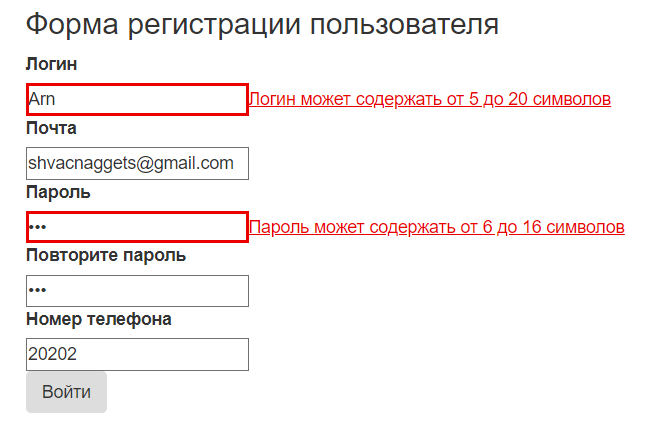 Форма регистрации пользователя
Логин
Arn Логин может содержать от 5 до 20 символов
Почта
shvacnaggets@gmail.com
Пароль
••• Пароль может содержать от 6 до 16 символов
Повторите пароль
•••
Номер телефона
20202
Войти